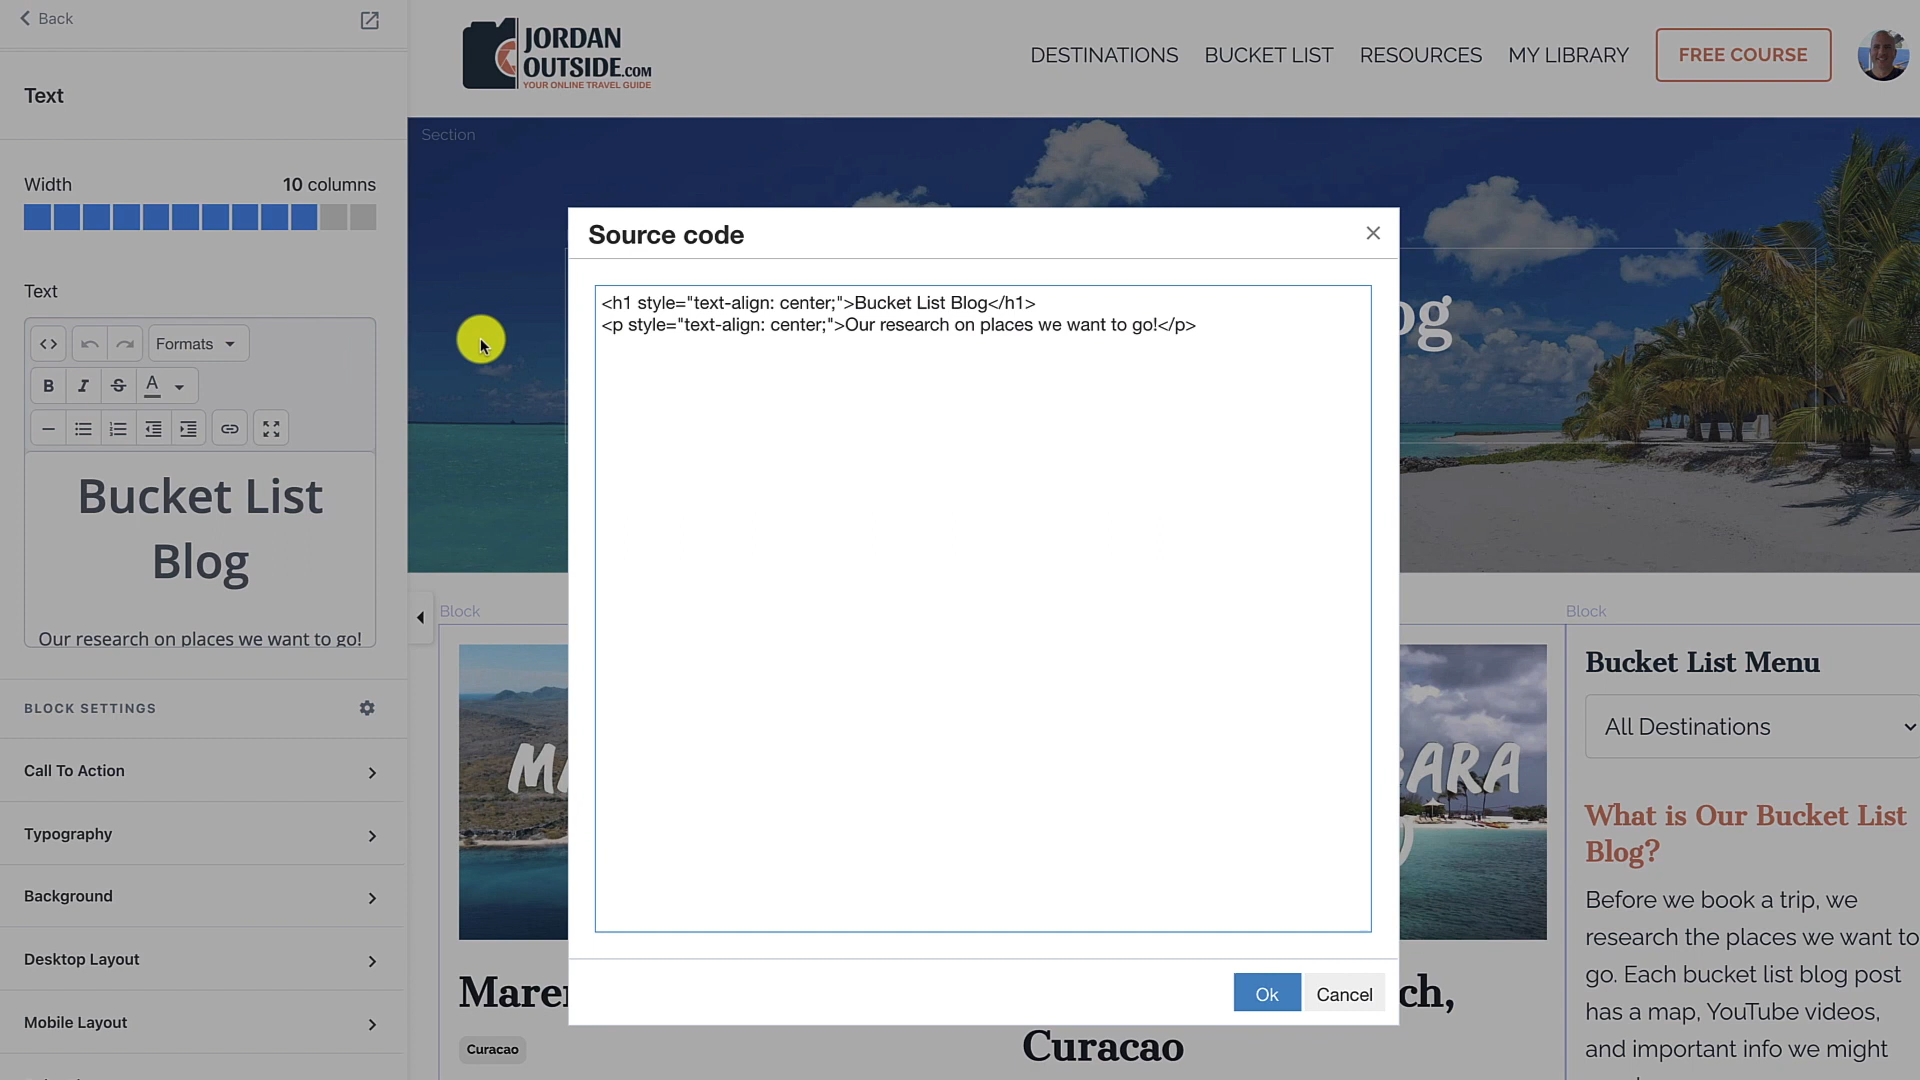 Back
Text
Width
10 columns
Text
Formats
B
I
S
A
Bucket List
Blog
Our research on places we want to go!
BLOCK SETTINGS
Call To Action
Typography
Background
Desktop Layout
Mobile Layout
JORDAN
OUTSIDE.COM
YOUR ONLINE TRAVEL GUIDE
DESTINATIONS
BUCKET LIST
RESOURCES
MY LIBRARY
FREE COURSE
Section
og
Source code
<h1 style="text-align: center;">Bucket List Blog</h1>
<p style="text-align: center;">Our research on places we want to go!</p>
Ok
Cancel
Block
Block
M
ARA
Mare
ch,
Curacao
Curacao
Bucket List Menu
All Destinations
What is Our Bucket List
Blog?
Before we book a trip, we
research the places we want to
go. Each bucket list blog post
has a map, YouTube videos,
and important info we might